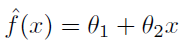 f̂(x) = θ₁ + θ₂x